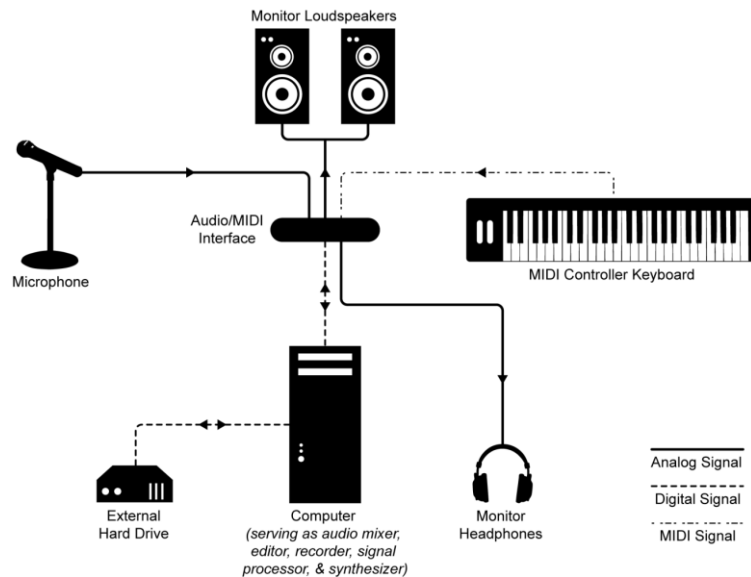 Monitor Loudspeakers
Audio/MIDI
Interface
Microphone
MIDI Controller Keyboard
External
Hard Drive
Computer
(serving as audio mixer,
editor, recorder, signal
processor, & synthesizer)
Monitor
Headphones
Analog Signal
Digital Signal
MIDI Signal